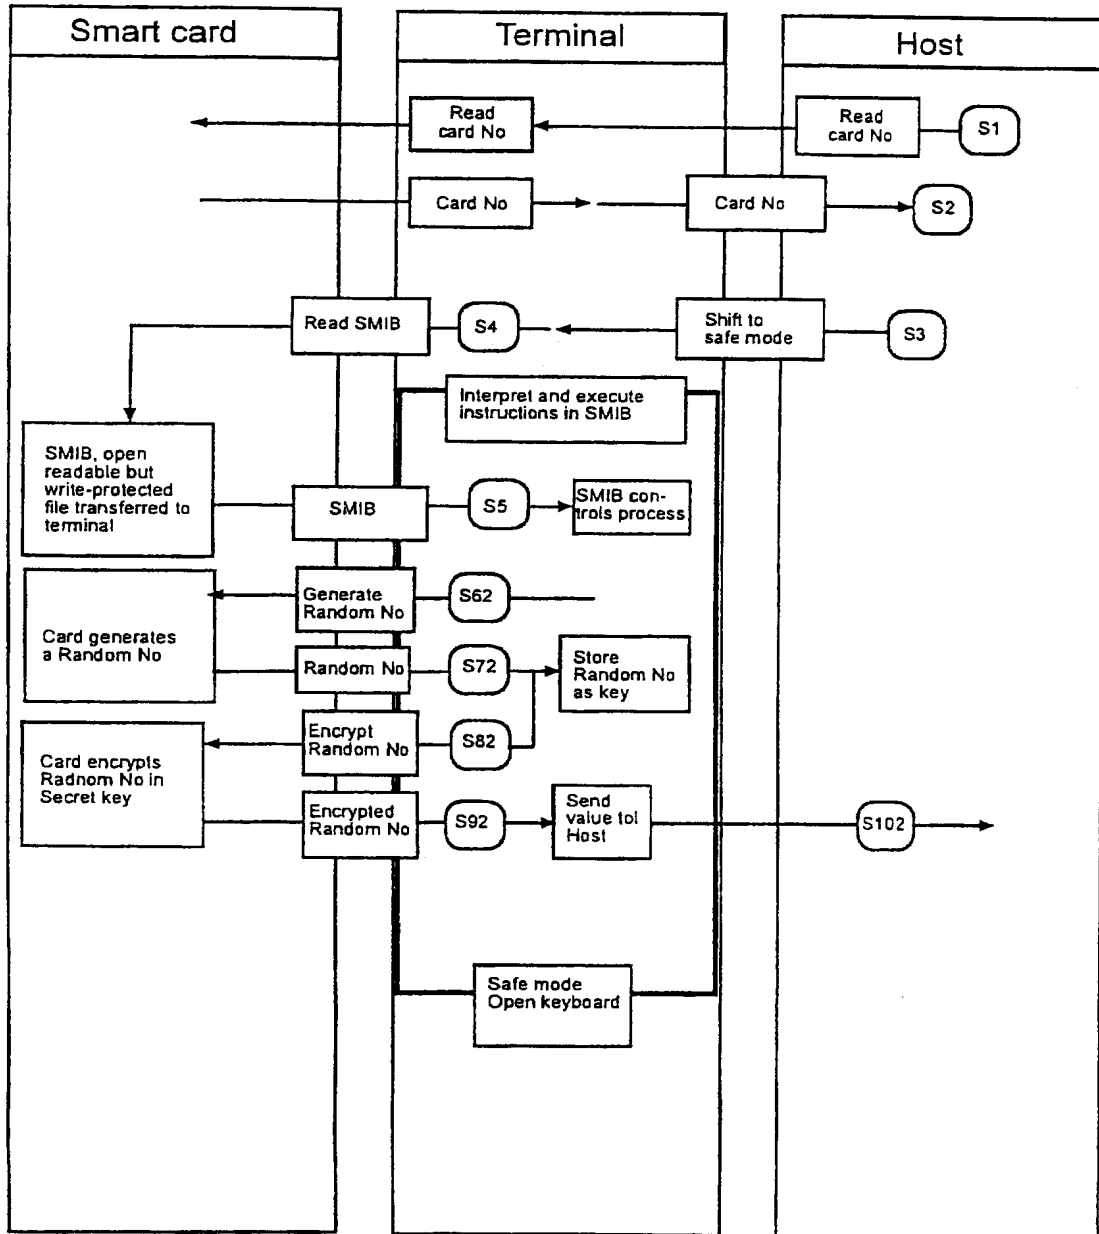 Smart card
Terminal
Host
Read
card No
Read
card No
S1
Card No
Card No
S2
Read SMIB
S4
Shift to
safe mode
S3
Interpret and execute
instructions in SMIB
SMIB, open
readable but
write-protected
file transferred to
terminal
SMIB
S5
SMIB con-
trols process
Generate
Random No
S62
Card generates
a Random No
Random No
S72
Store
Random No
as key
Encrypt
Random No
S82
Card encrypts
Radnom No in
Secret key
Encrypted
Random No
S92
Send
value tol
Host
S102
Safe mode
Open keyboard